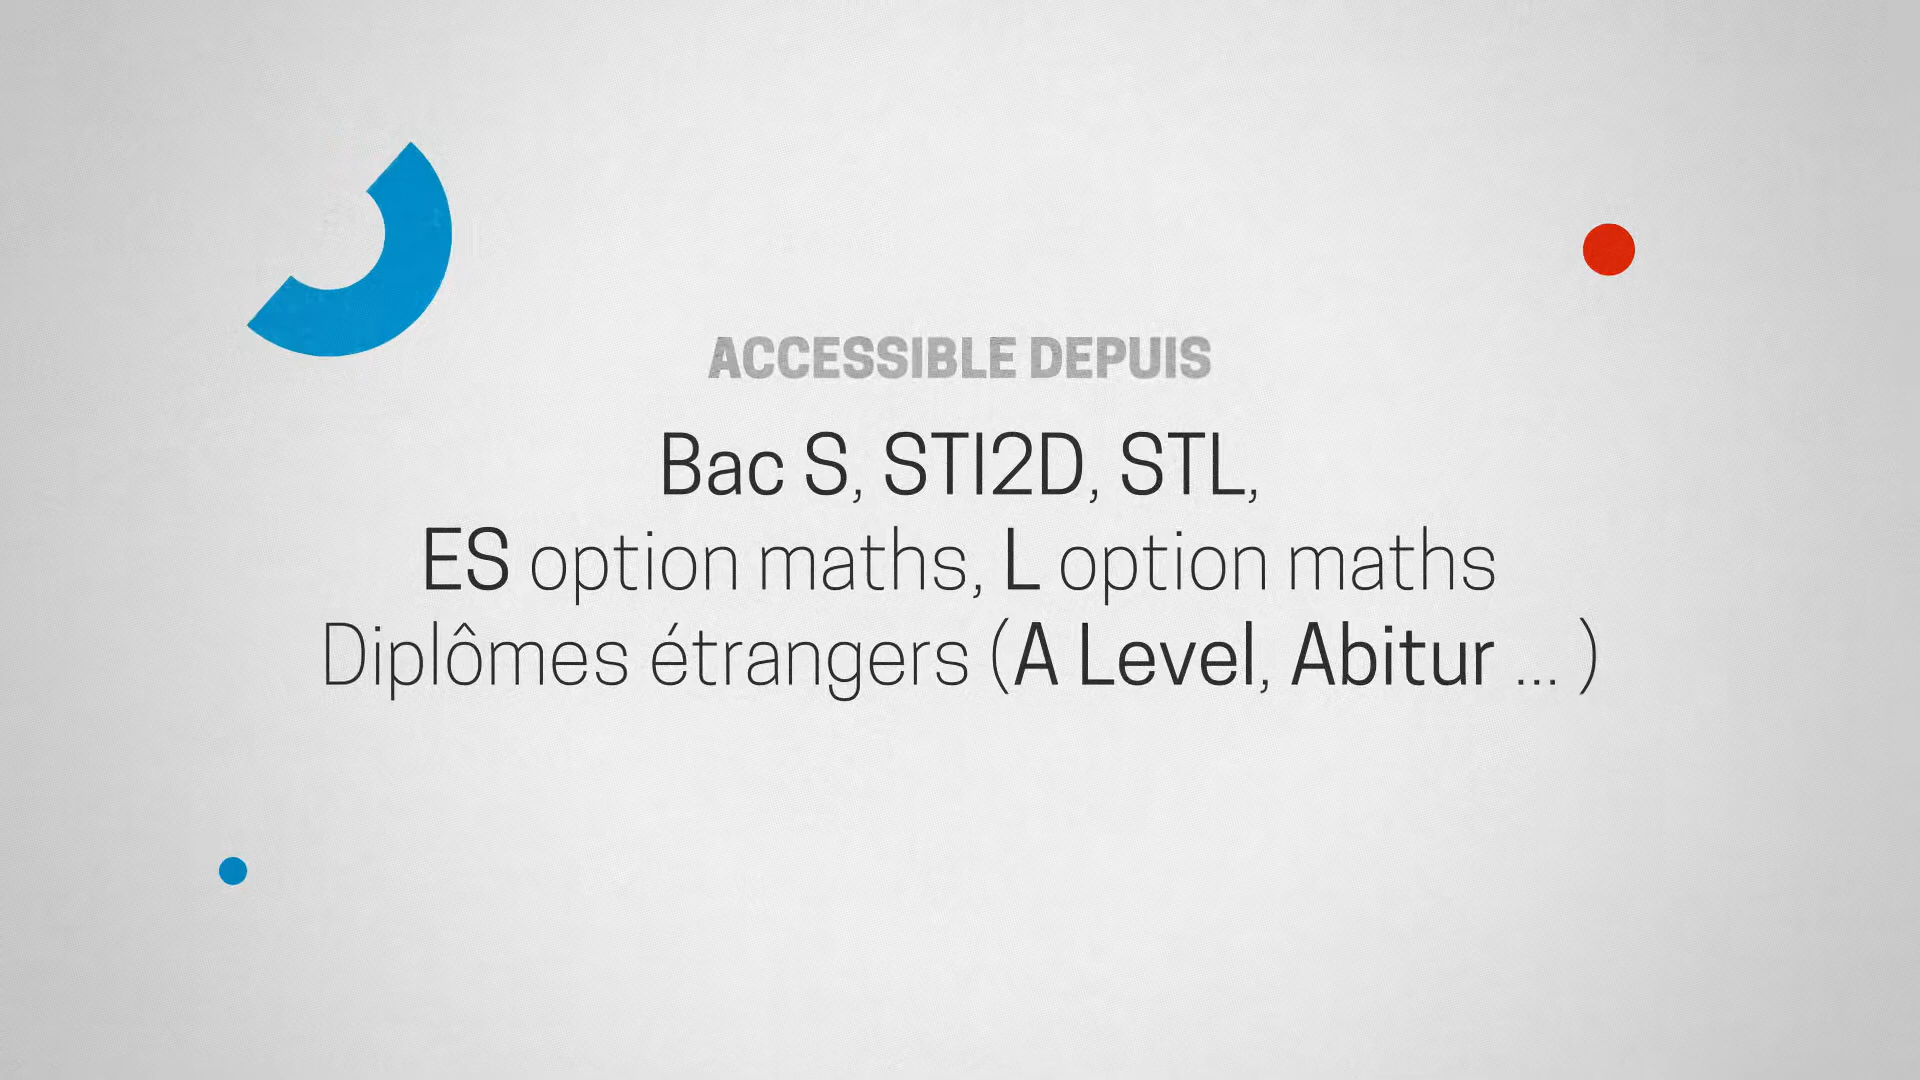 ACCESSIBLE DEPUIS
Bac S, STI2D, STL,
ES option maths, L option maths
Diplômes étrangers (A Level, Abitur ... )